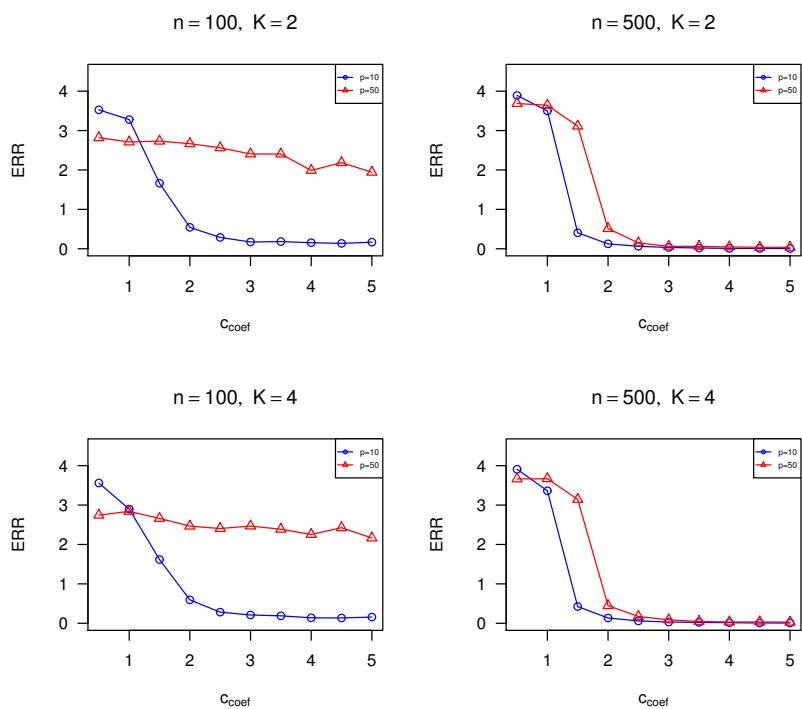 n = 100, K = 2
ERR
4
3
2
1
0
p=10
p=50
1 2 3 4 5
c_coef
n = 500, K = 2
ERR
4
3
2
1
0
p=10
p=50
1 2 3 4 5
c_coef
n = 100, K = 4
ERR
4
3
2
1
0
p=10
p=50
1 2 3 4 5
c_coef
n = 500, K = 4
ERR
4
3
2
1
0
p=10
p=50
1 2 3 4 5
c_coef